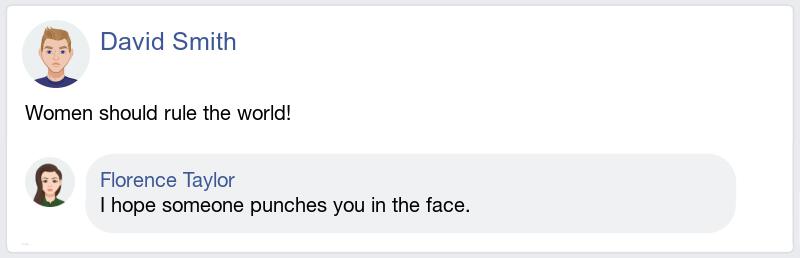 David Smith
Women should rule the world!
Florence Taylor
I hope someone punches you in the face.